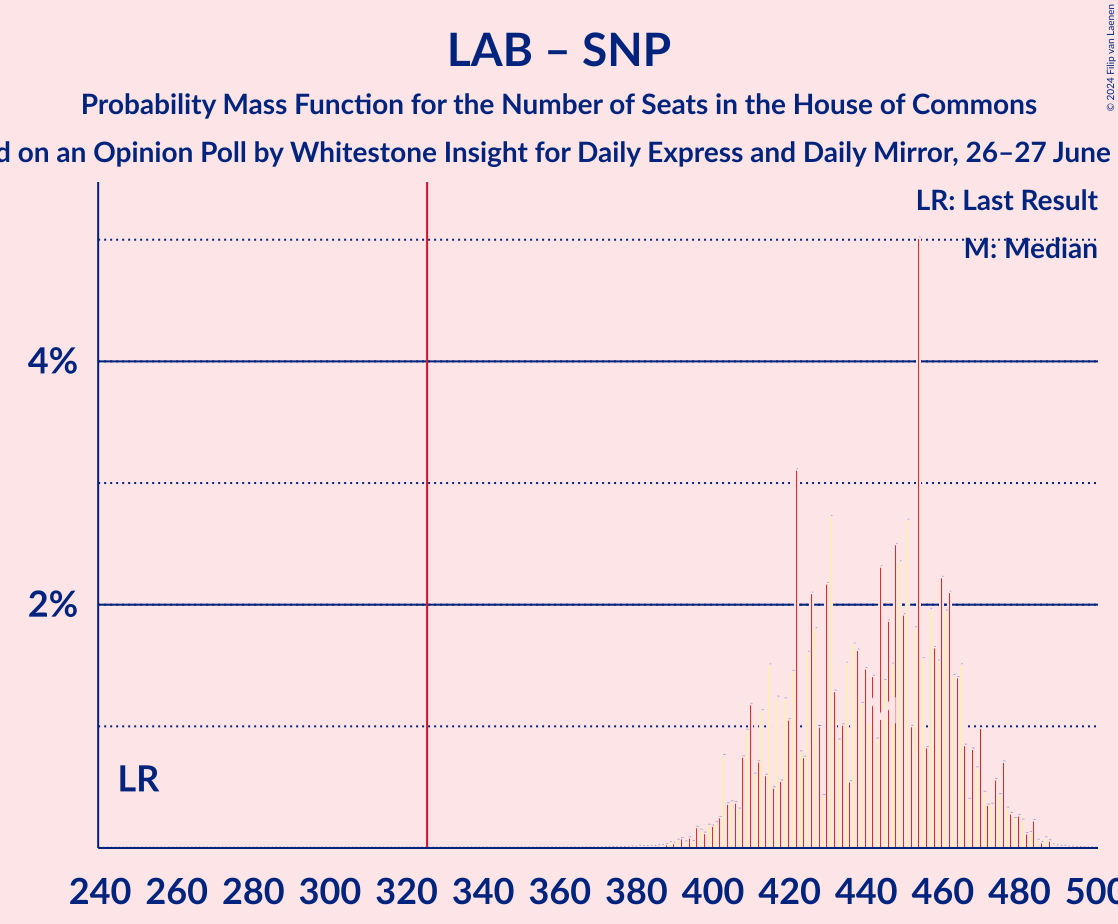 LAB – SNP
Probability Mass Function for the Number of Seats in the House of Commons
on an Opinion Poll by Whitestone Insight for Daily Express and Daily Mirror, 26–27 June
© 2024 Filip van Laenen
LR: Last Result
M: Median
4%
2%
LR
240 260 280 300 320 340 360 380 400 420 440 460 480 500